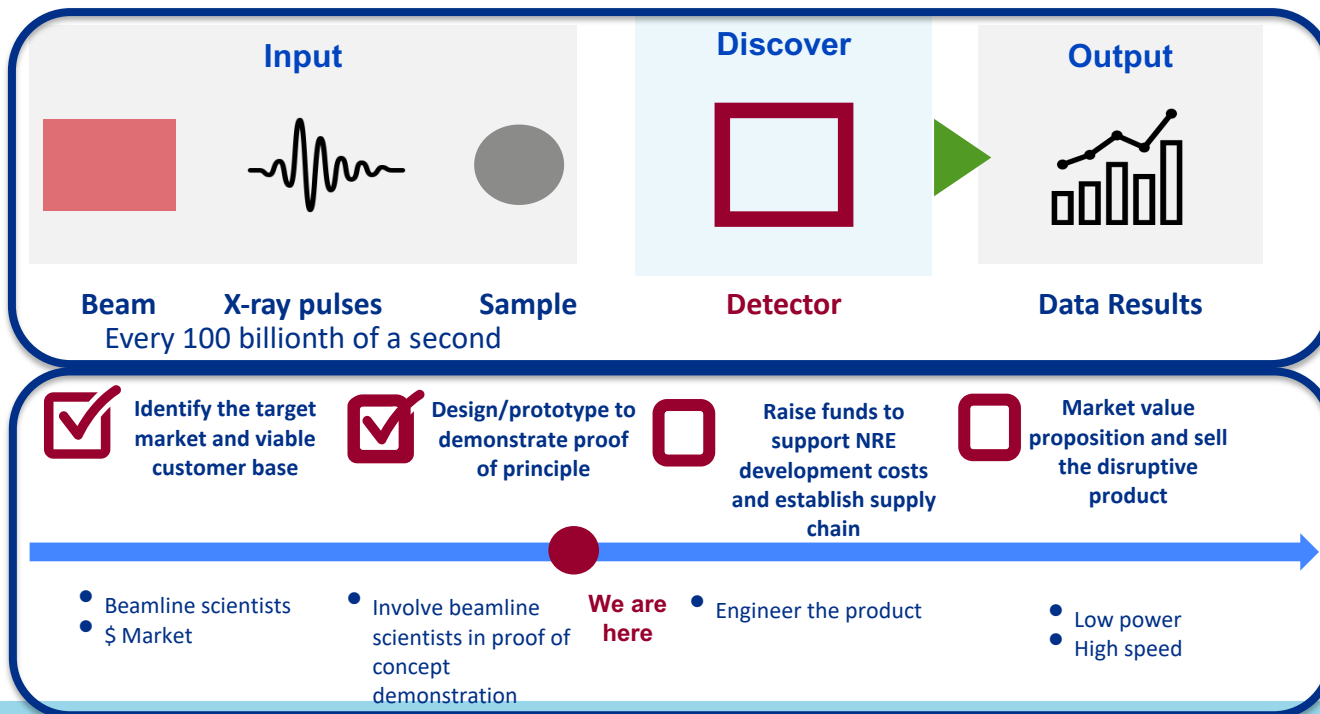 Input
Discover
Output
Beam
X-ray pulses
Sample
Detector
Data Results
Every 100 billionth of a second
Identify the target
market and viable
customer base
Design/prototype to
demonstrate proof
of principle
Raise funds to
support NRE
development costs
and establish supply
chain
Market value
proposition and sell
the disruptive
product
• Beamline scientists
• $ Market
• Involve beamline
scientists in proof of
concept
demonstration
We are
here
• Engineer the product
• Low power
• High speed